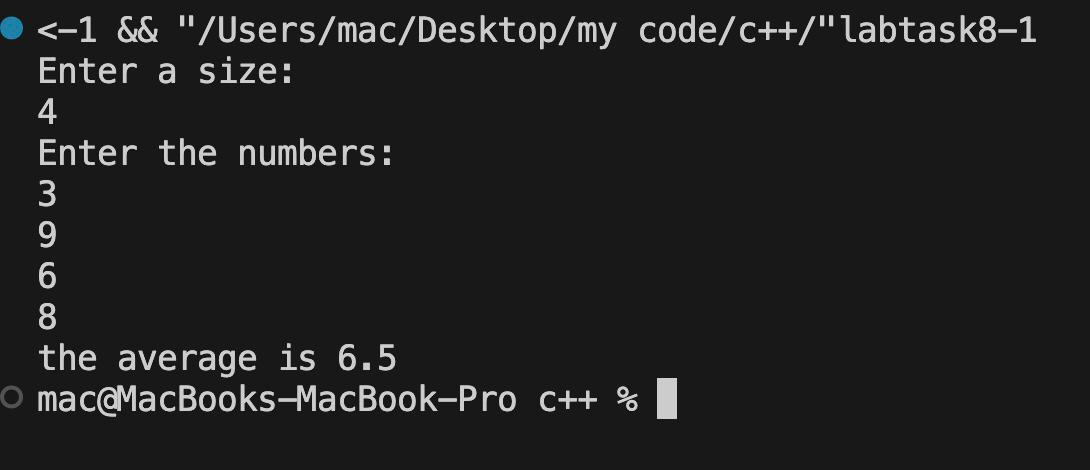 <-1 && "/Users/mac/Desktop/my code/c++/"labtask8-1
Enter a size:
4
Enter the numbers:
3
9
6
8
the average is 6.5
mac@MacBooks-MacBook-Pro c++ %